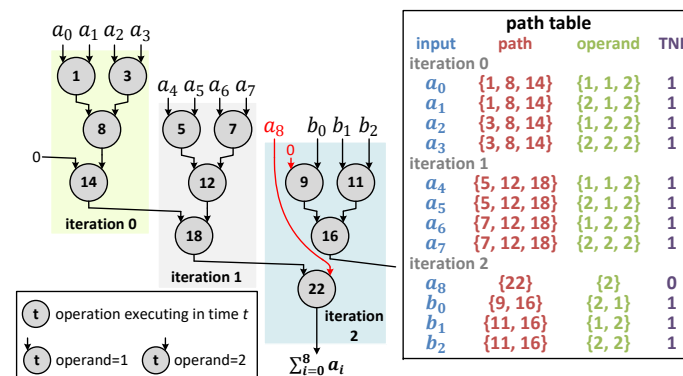 a₀ a₁ a₂ a₃
1 3
8
0
14
iteration 0
a₄ a₅ a₆ a₇
5 7
12
18
iteration 1
a₈ b₀ b₁ b₂
0
9 11
16
22
iteration
2
∑⁸ᵢ₌₀ aᵢ
t operation executing in time t
t operand=1 t operand=2
path table
input path operand TNI
iteration 0
a₀ {1, 8, 14} {1, 1, 2} 1
a₁ {1, 8, 14} {2, 1, 2} 1
a₂ {3, 8, 14} {1, 2, 2} 1
a₃ {3, 8, 14} {2, 2, 2} 1
iteration 1
a₄ {5, 12, 18} {1, 1, 2} 1
a₅ {5, 12, 18} {2, 1, 2} 1
a₆ {7, 12, 18} {1, 2, 2} 1
a₇ {7, 12, 18} {2, 2, 2} 1
iteration 2
a₈ {22} {2} 0
b₀ {9, 16} {2, 1} 1
b₁ {11, 16} {1, 2} 1
b₂ {11, 16} {2, 2} 1